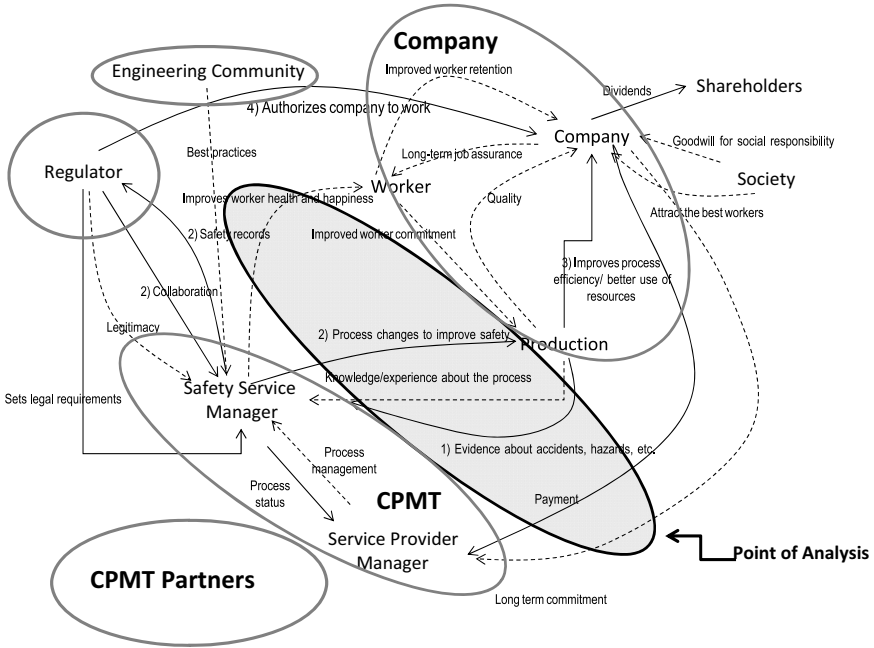 Company
Engineering Community
Improved worker retention
Dividends
Shareholders
4) Authorizes company to work
Company
Goodwill for social responsibility
Best practices
Long-term job assurance
Regulator
Worker
Society
Improves worker health and happiness
Quality
Attract the best workers
2) Safety records
Improved worker commitment
3) Improves process
efficiency/ better use of
resources
2) Collaboration
Legitimacy
2) Process changes to improve safety
Production
Knowledge/experience about the process
Safety Service
Manager
Sets legal requirements
1) Evidence about accidents, hazards, etc.
Process
management
Process
status
CPMT
Payment
Service Provider
Manager
Point of Analysis
CPMT Partners
Long term commitment